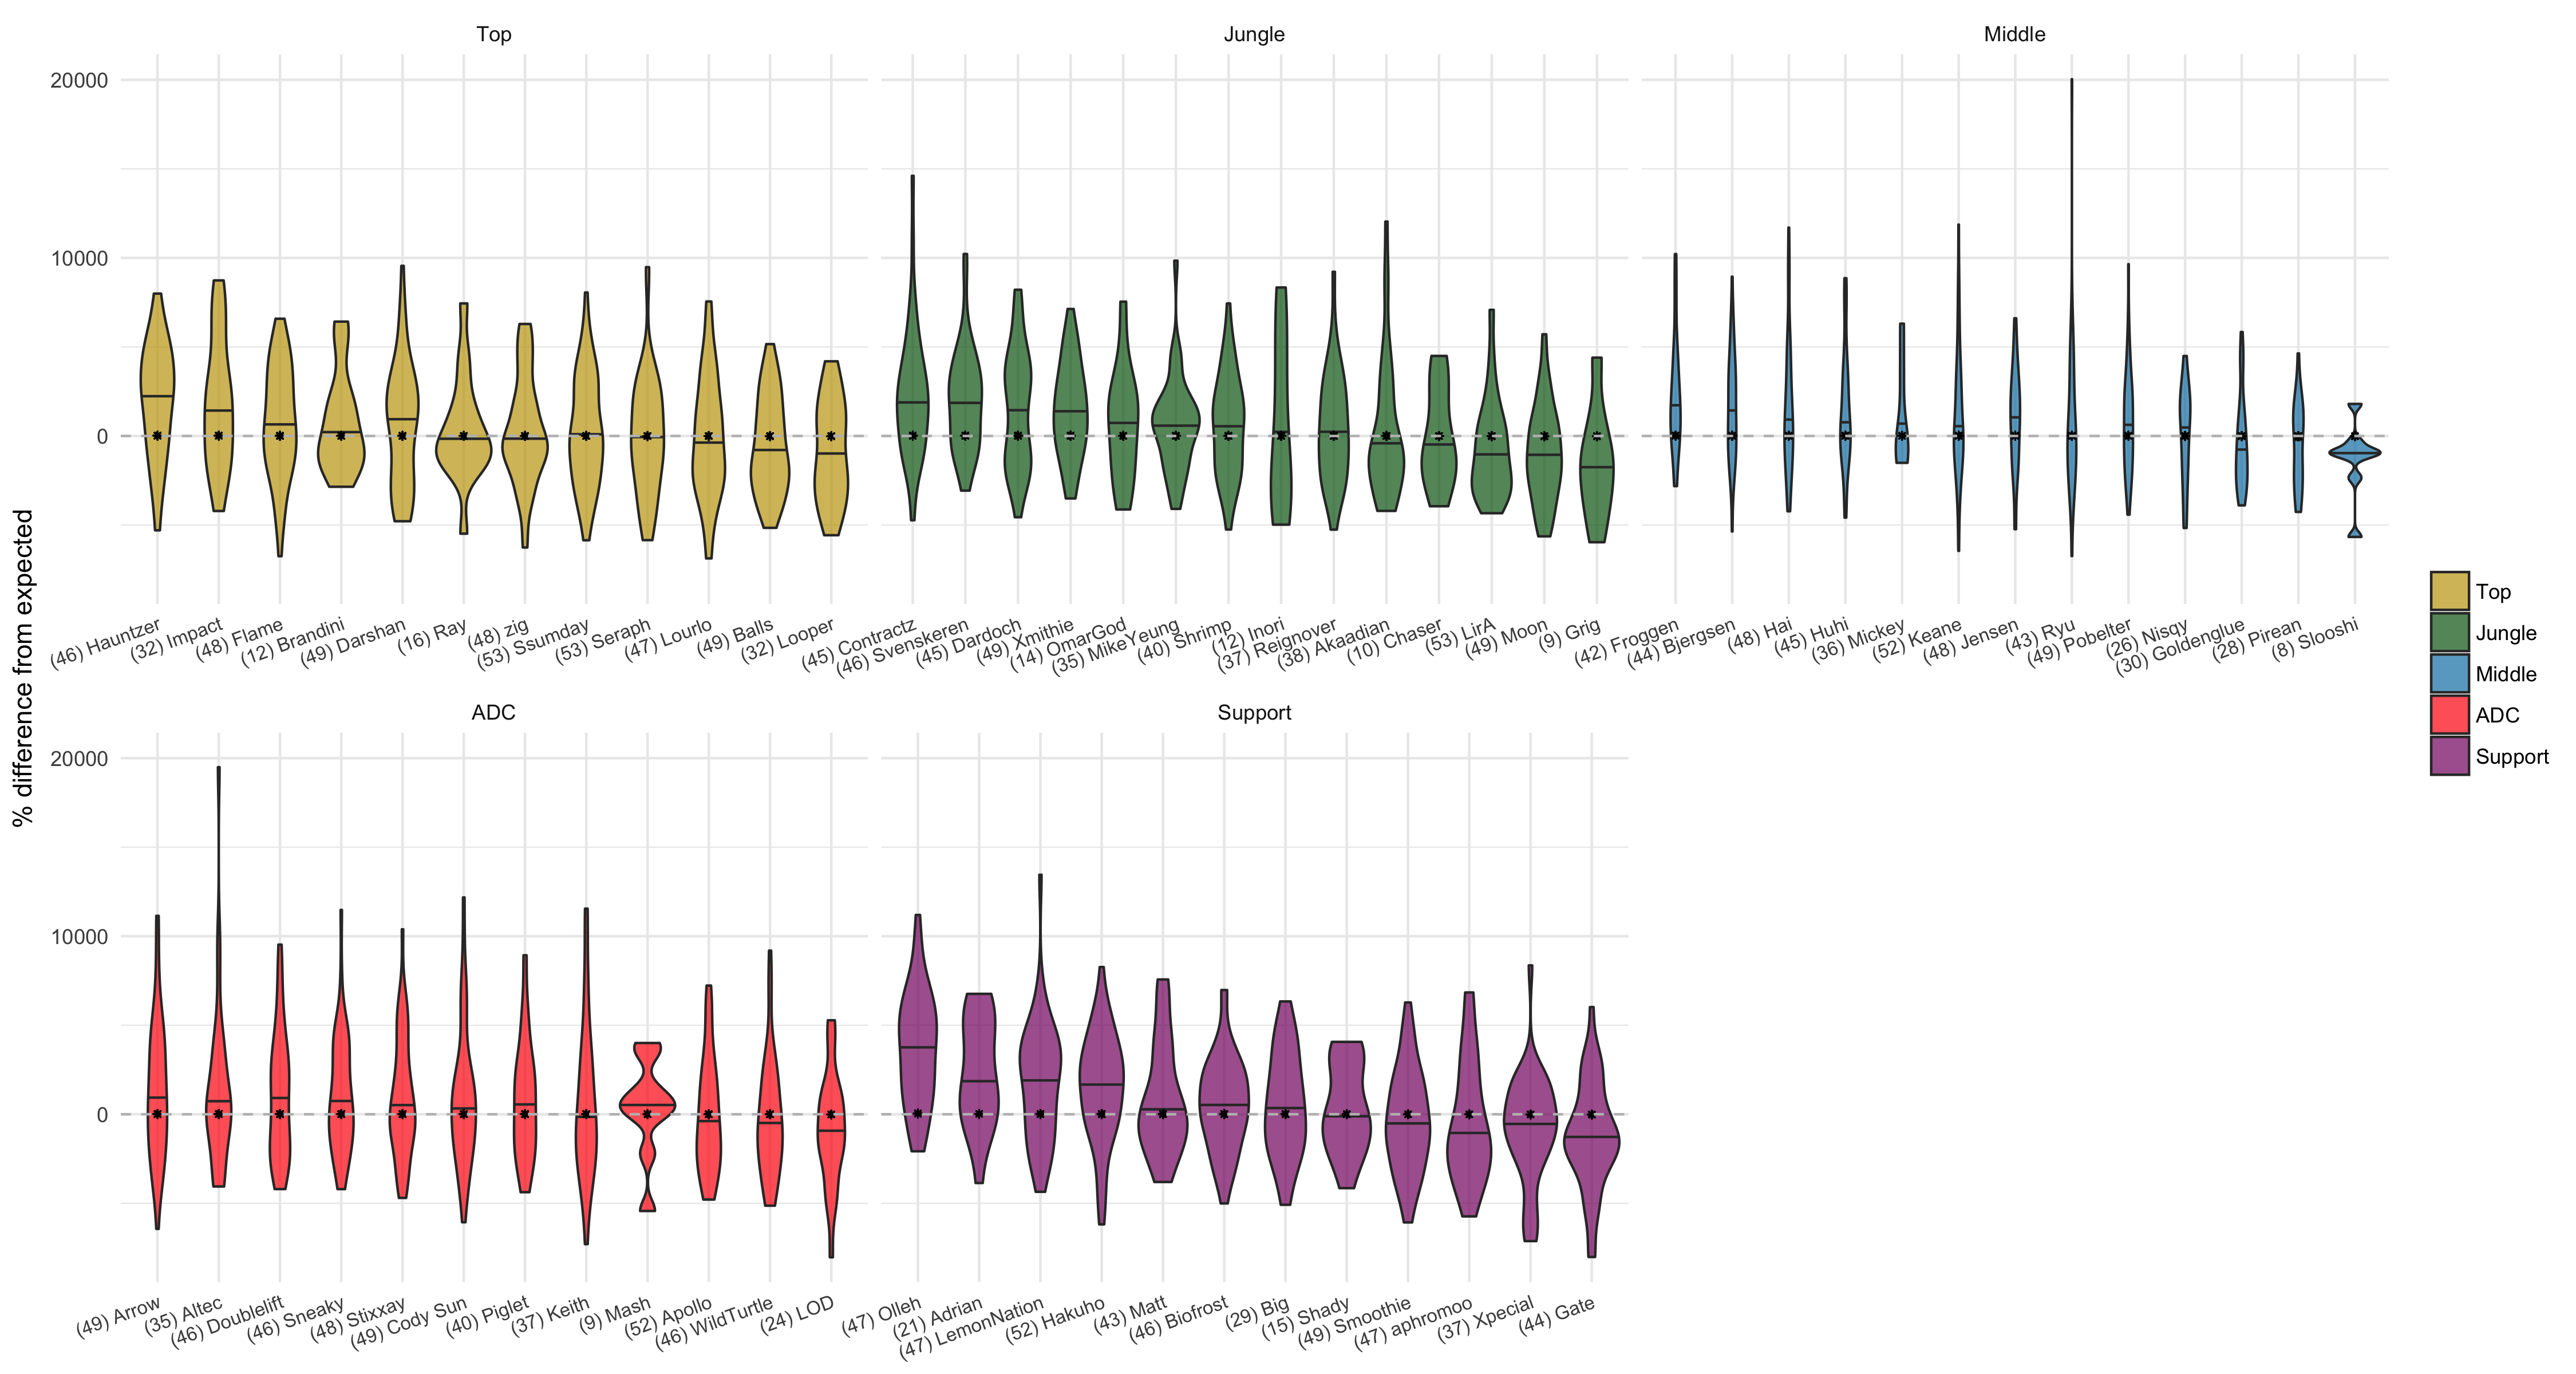 Top
Jungle
Middle
20000
10000
0
(46) Hauntzer
(32) Impact
(48) Flame
(12) Brandini
(49) Darshan
(16) Ray
(48) zig
(53) Ssumday
(53) Seraph
(47) Lourlo
(49) Balls
(32) Looper
(45) Contractz
(46) Svenskeren
(45) Dardoch
(49) Xmithie
(14) OmarGod
(35) MikeYeung
(40) Shrimp
(12) Inori
(37) Reignover
(38) Akaadian
(10) Chaser
(53) LirA
(49) Moon
(9) Grig
(42) Froggen
(44) Bjergsen
(48) Hai
(45) Huhi
(36) Mickey
(52) Keane
(48) Jensen
(43) Ryu
(49) Pobelter
(26) Nisqy
(30) Goldenglue
(28) Pirean
(8) Slooshi
% difference from expected
ADC
Support
20000
10000
0
(49) Arrow
(35) Altec
(46) Doublelift
(46) Sneaky
(48) Stixxay
(49) Cody Sun
(40) Piglet
(37) Keith
(9) Mash
(52) Apollo
(46) WildTurtle
(24) LOD
(47) Olleh
(21) Adrian
(47) LemonNation
(52) Hakuho
(43) Matt
(46) Biofrost
(29) Big
(15) Shady
(49) Smoothie
(47) aphromoo
(37) Xpecial
(44) Gate
Top
Jungle
Middle
ADC
Support